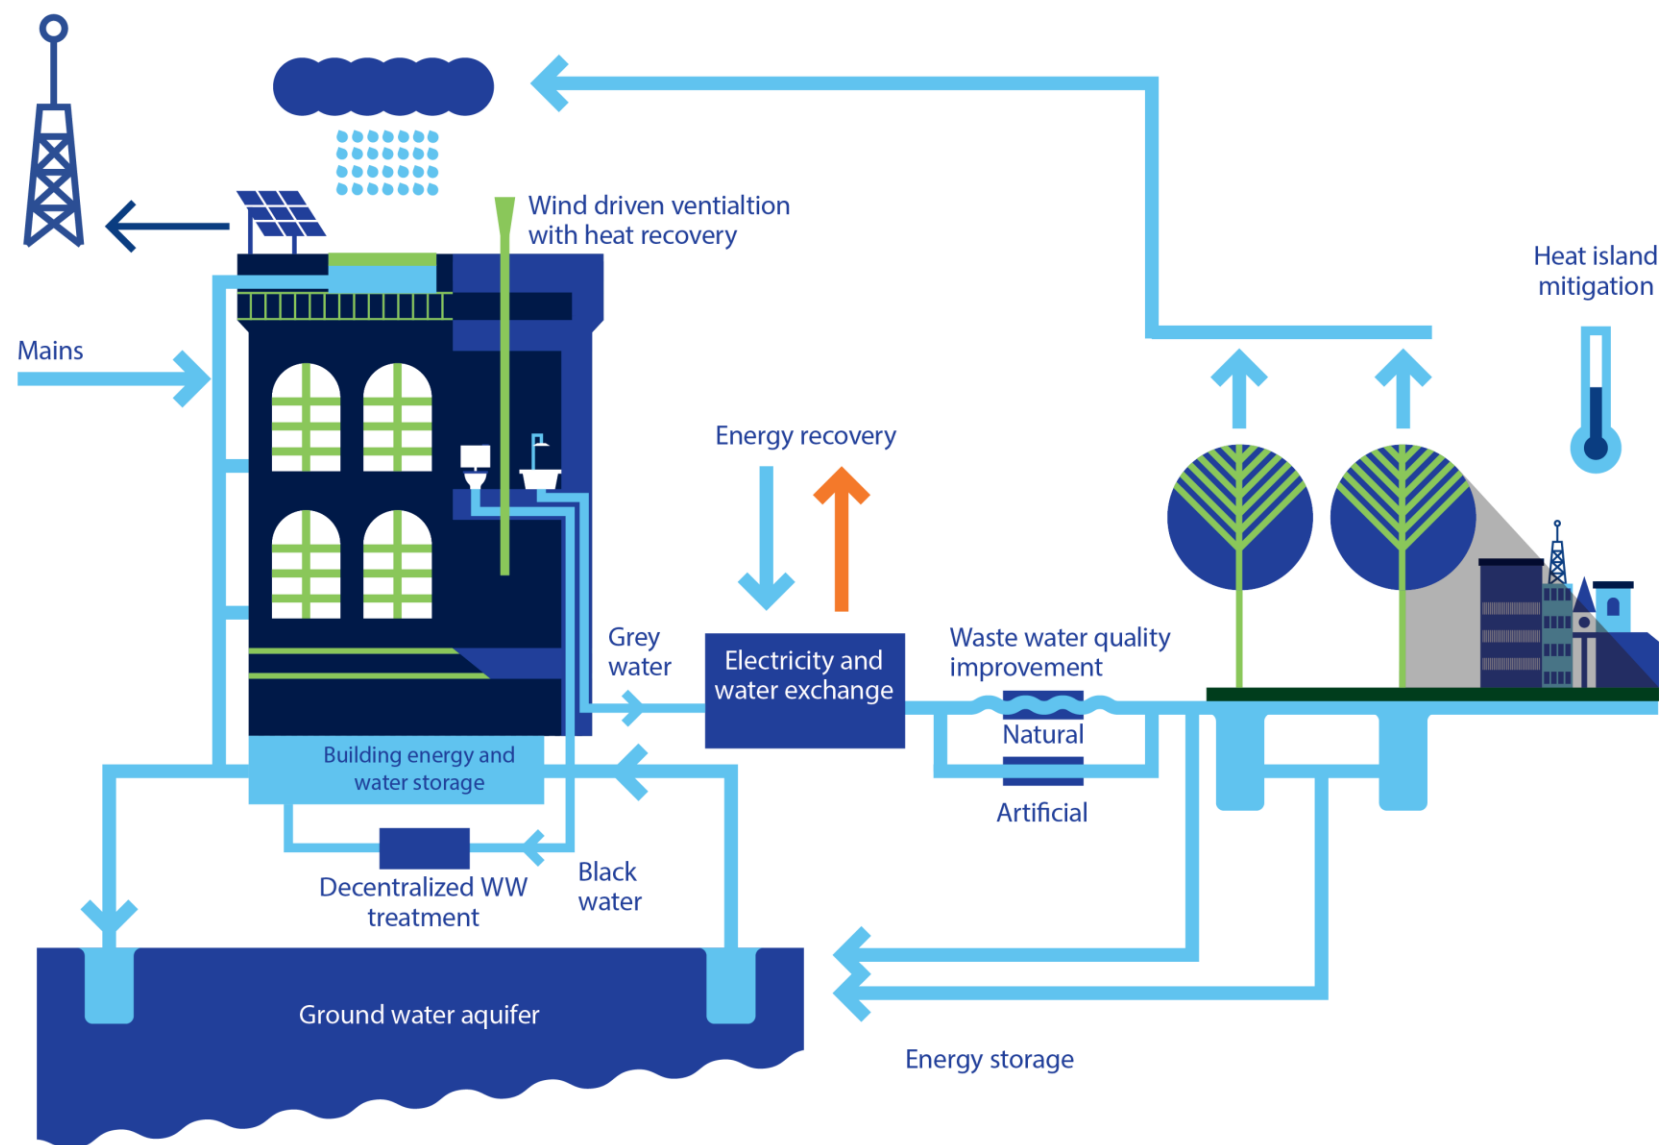 Wind driven ventialtion
with heat recovery
Heat island
mitigation
Mains
Energy recovery
Grey
water
Electricity and
water exchange
Waste water quality
improvement
Natural
Artificial
Building energy and
water storage
Decentralized WW
treatment
Black
water
Ground water aquifer
Energy storage